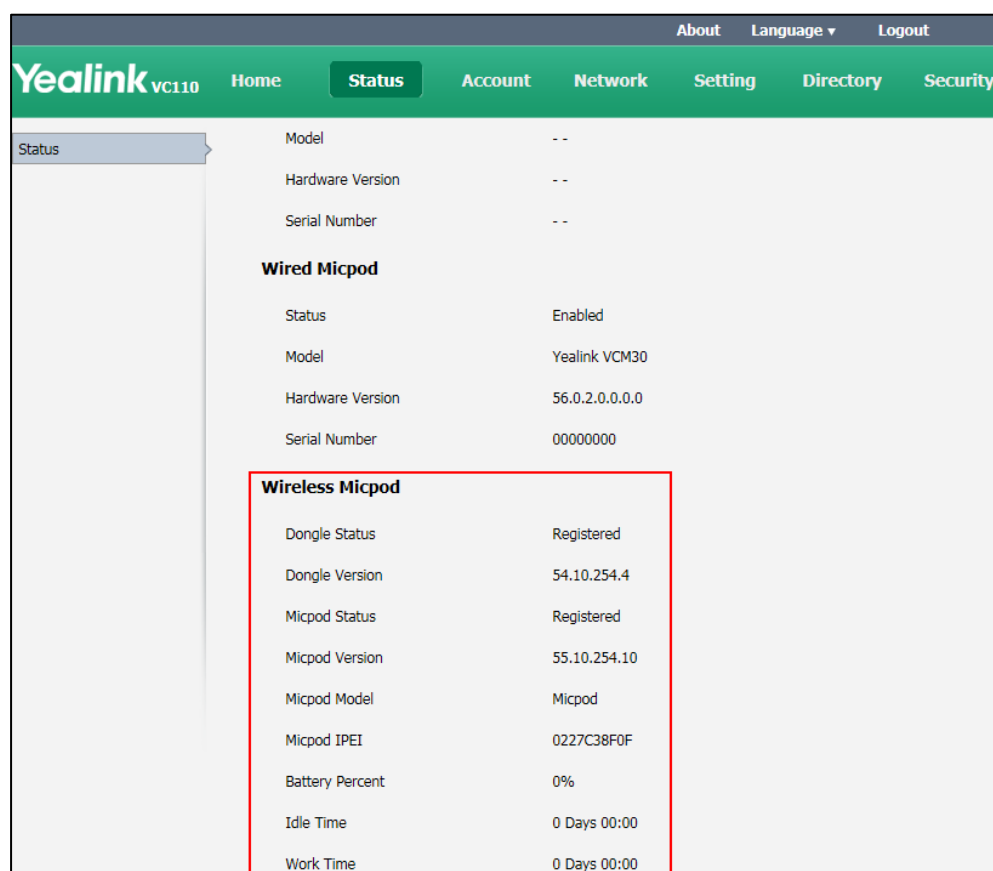 About Language ▾ Logout
Yealink VC110 Home Status Account Network Setting Directory Security
Status
Model - -
Hardware Version - -
Serial Number - -
Wired Micpod
Status Enabled
Model Yealink VCM30
Hardware Version 56.0.2.0.0.0.0
Serial Number 00000000
Wireless Micpod
Dongle Status Registered
Dongle Version 54.10.254.4
Micpod Status Registered
Micpod Version 55.10.254.10
Micpod Model Micpod
Micpod IPEI 0227C38F0F
Battery Percent 0%
Idle Time 0 Days 00:00
Work Time 0 Days 00:00